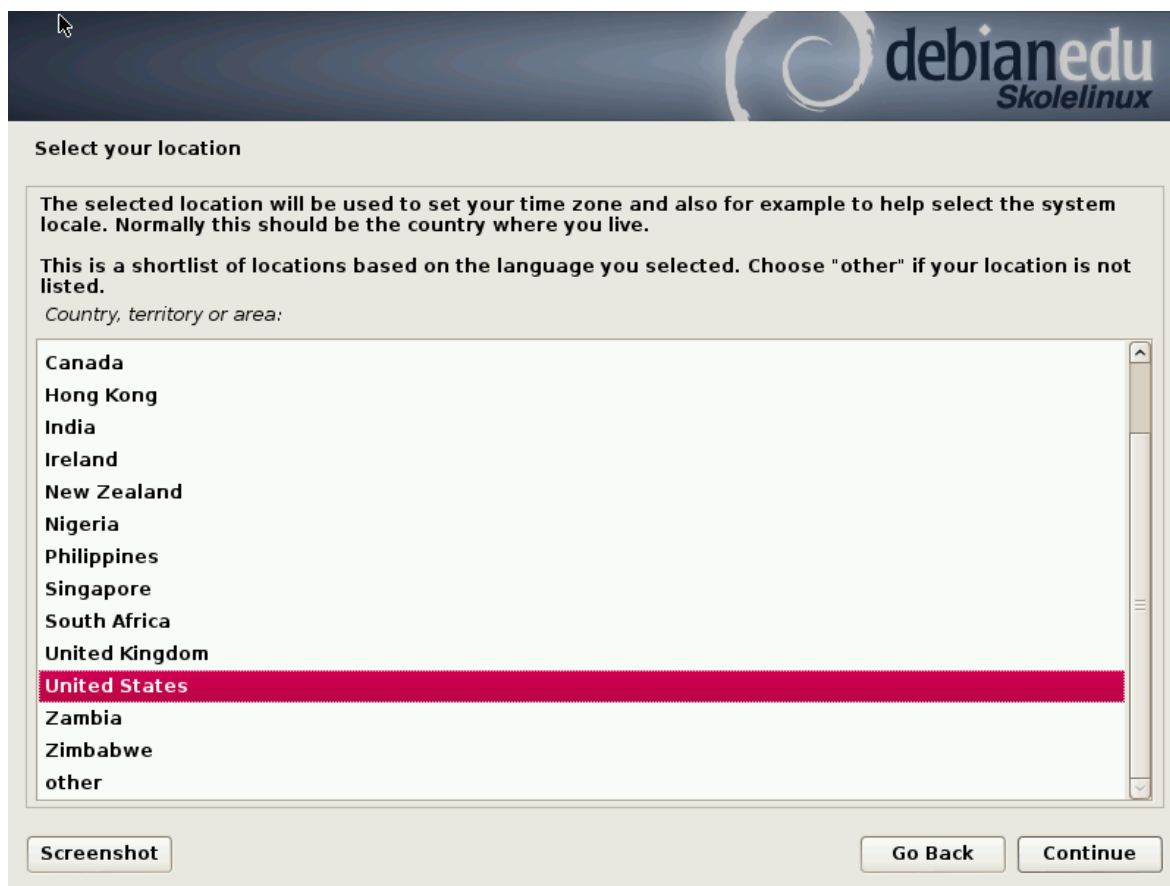 debianedu
Skolelinux
Select your location
The selected location will be used to set your time zone and also for example to help select the system
locale. Normally this should be the country where you live.
This is a shortlist of locations based on the language you selected. Choose "other" if your location is not
listed.
Country, territory or area:
Canada
Hong Kong
India
Ireland
New Zealand
Nigeria
Philippines
Singapore
South Africa
United Kingdom
United States
Zambia
Zimbabwe
other
Screenshot
Go Back
Continue